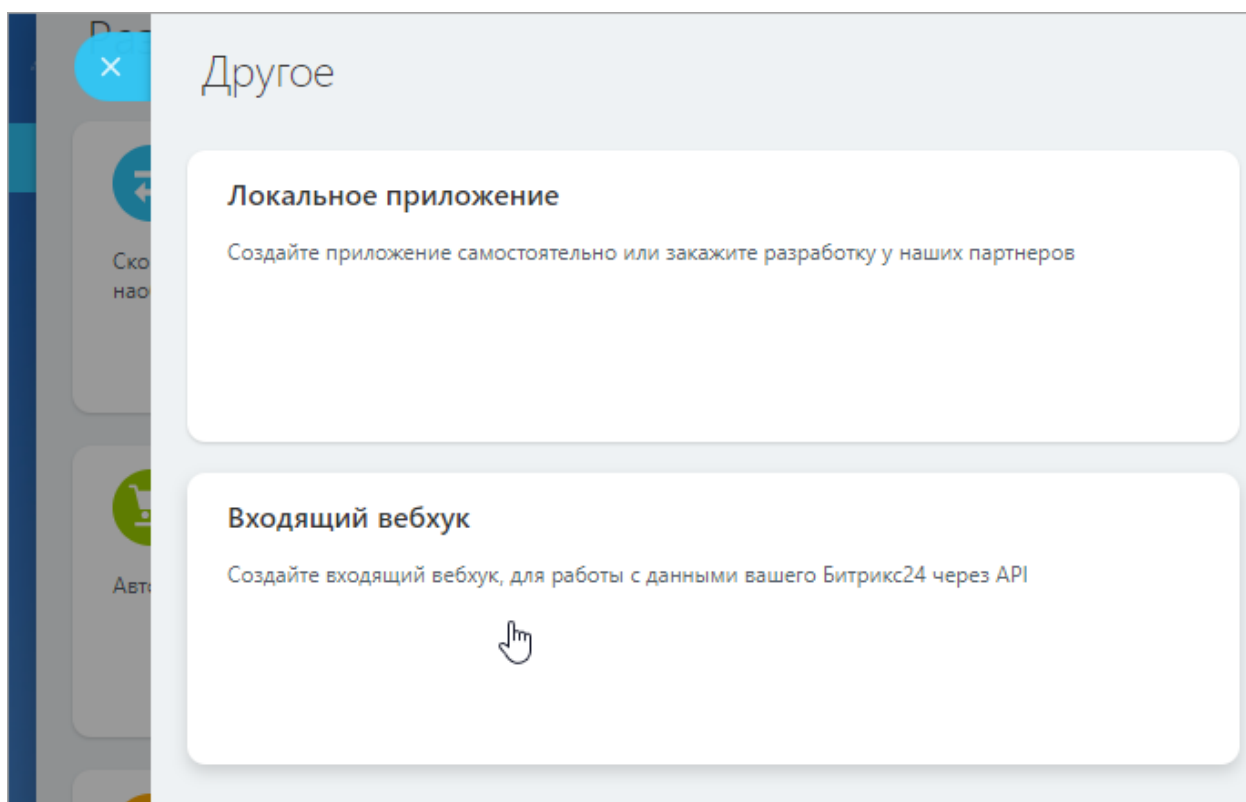 Другое
Локальное приложение
Создайте приложение самостоятельно или закажите разработку у наших партнеров
Входящий вебхук
Создайте входящий вебхук, для работы с данными вашего Битрикс24 через API